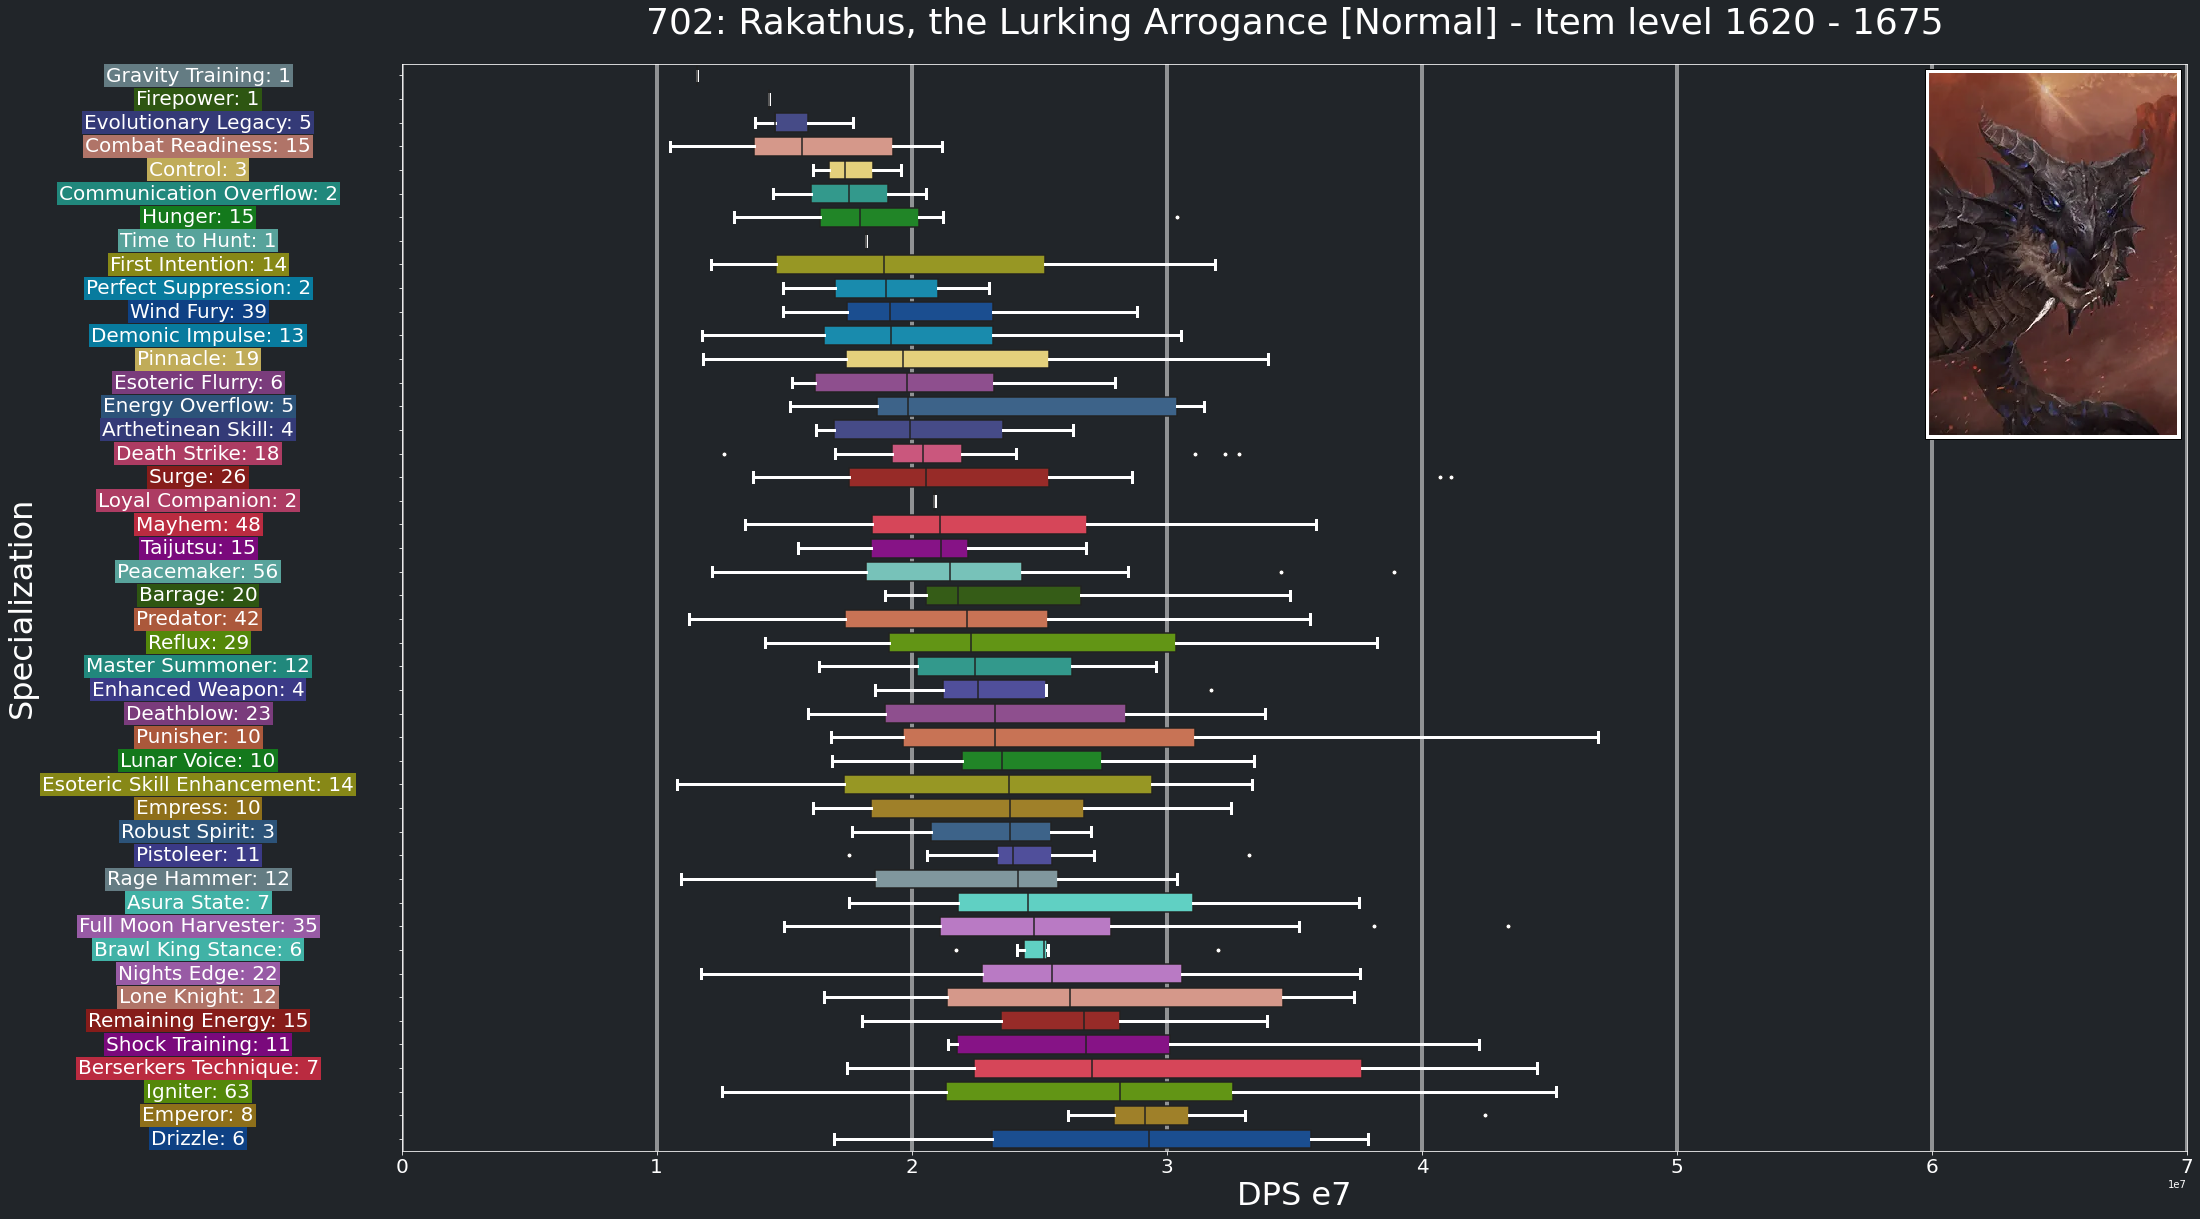 702: Rakathus, the Lurking Arrogance [Normal] - Item level 1620 - 1675
Specialization
Gravity Training: 1
Firepower: 1
Evolutionary Legacy: 5
Combat Readiness: 15
Control: 3
Communication Overflow: 2
Hunger: 15
Time to Hunt: 1
First Intention: 14
Perfect Suppression: 2
Wind Fury: 39
Demonic Impulse: 13
Pinnacle: 19
Esoteric Flurry: 6
Energy Overflow: 5
Arthetinean Skill: 4
Death Strike: 18
Surge: 26
Loyal Companion: 2
Mayhem: 48
Taijutsu: 15
Peacemaker: 56
Barrage: 20
Predator: 42
Reflux: 29
Master Summoner: 12
Enhanced Weapon: 4
Deathblow: 23
Punisher: 10
Lunar Voice: 10
Esoteric Skill Enhancement: 14
Empress: 10
Robust Spirit: 3
Pistoleer: 11
Rage Hammer: 12
Asura State: 7
Full Moon Harvester: 35
Brawl King Stance: 6
Nights Edge: 22
Lone Knight: 12
Remaining Energy: 15
Shock Training: 11
Berserkers Technique: 7
Igniter: 63
Emperor: 8
Drizzle: 6
0 1 2 3 4 5 6 7
1e7
DPS e7